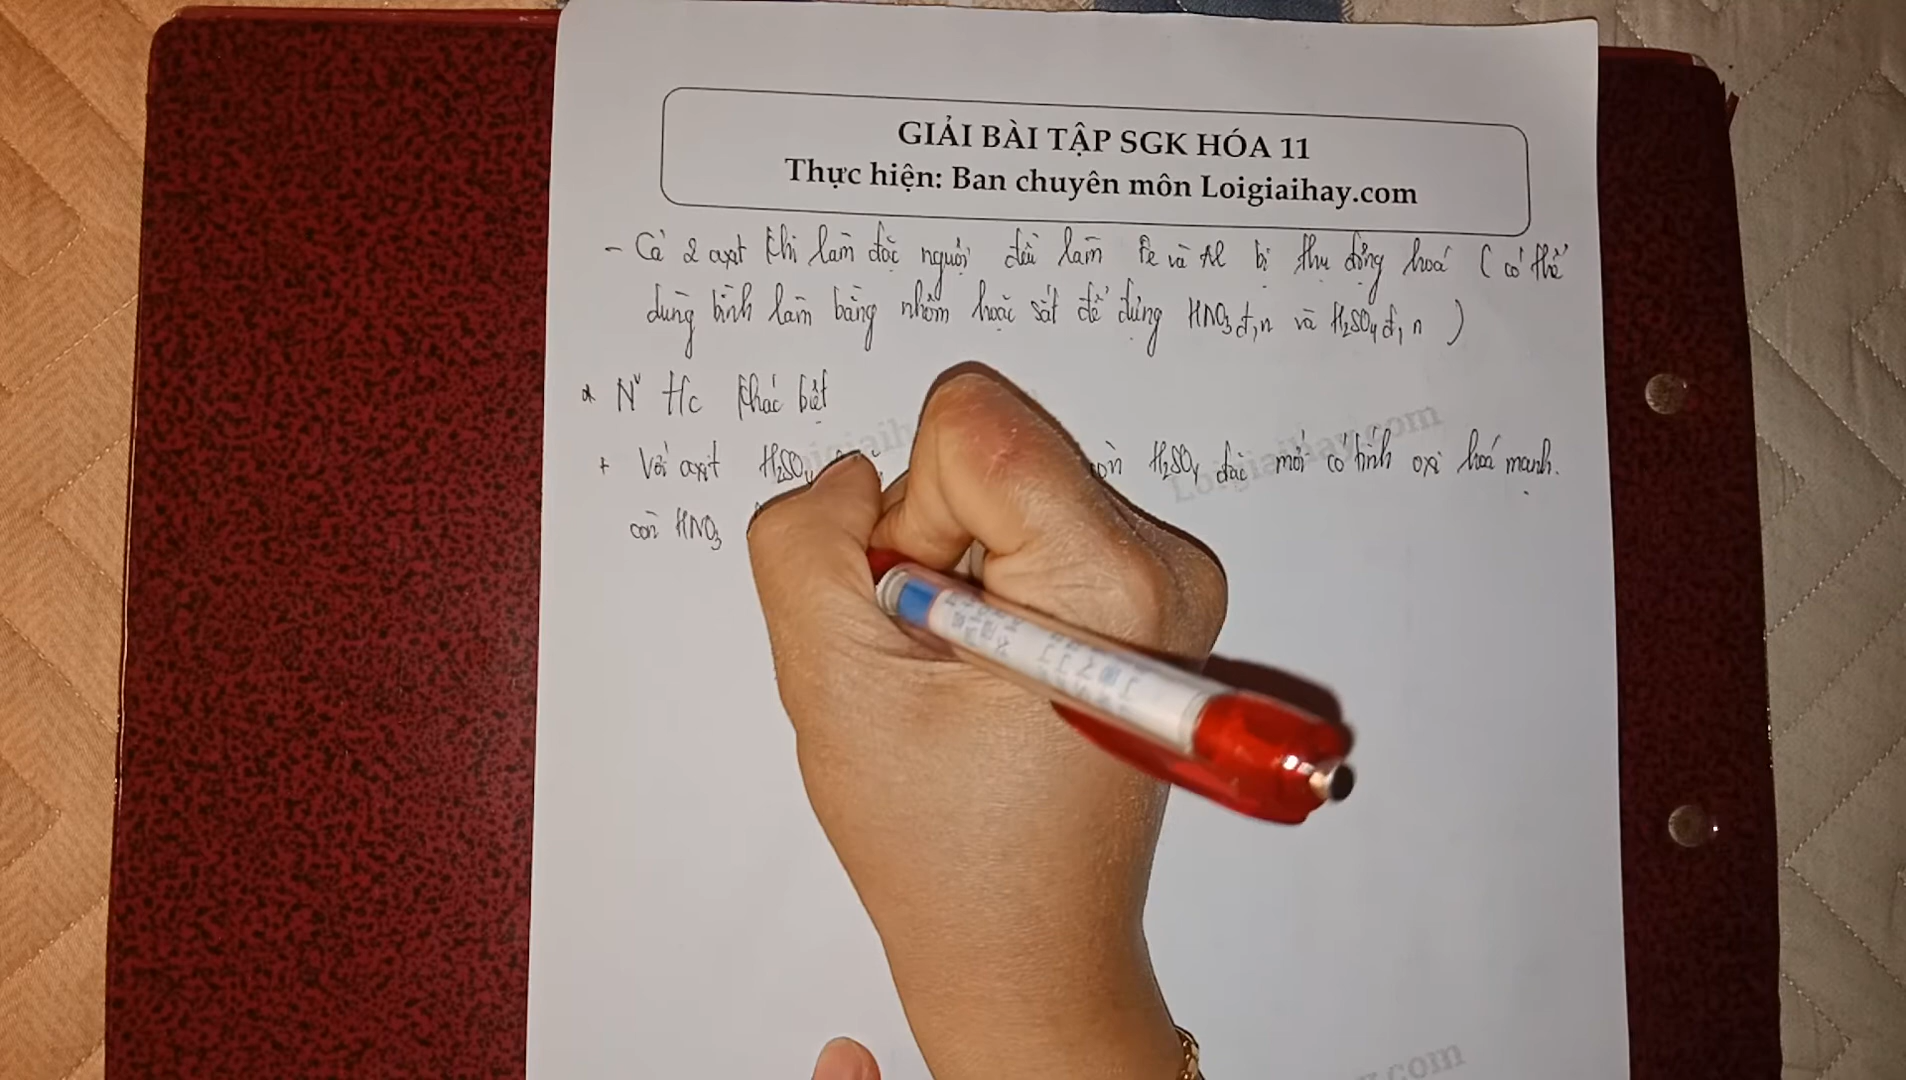 GIẢI BÀI TẬP SGK HÓA 11
Thực hiện: Ban chuyên môn Loigiaihay.com
- Cả 2 axit khi làm đặc nguội đều làm Fe và Al bị thụ động hoá ( có thể
dùng bình làm bằng nhôm hoặc sắt để đựng HNO₃ đ, n và H₂SO₄ đ, n )
* N^v t/c khác biệt
+ Với axit H₂SO₄ còn H₂SO₄ đặc mới có tính oxi hoá mạnh.
còn HNO₃
Loigiaihay.com